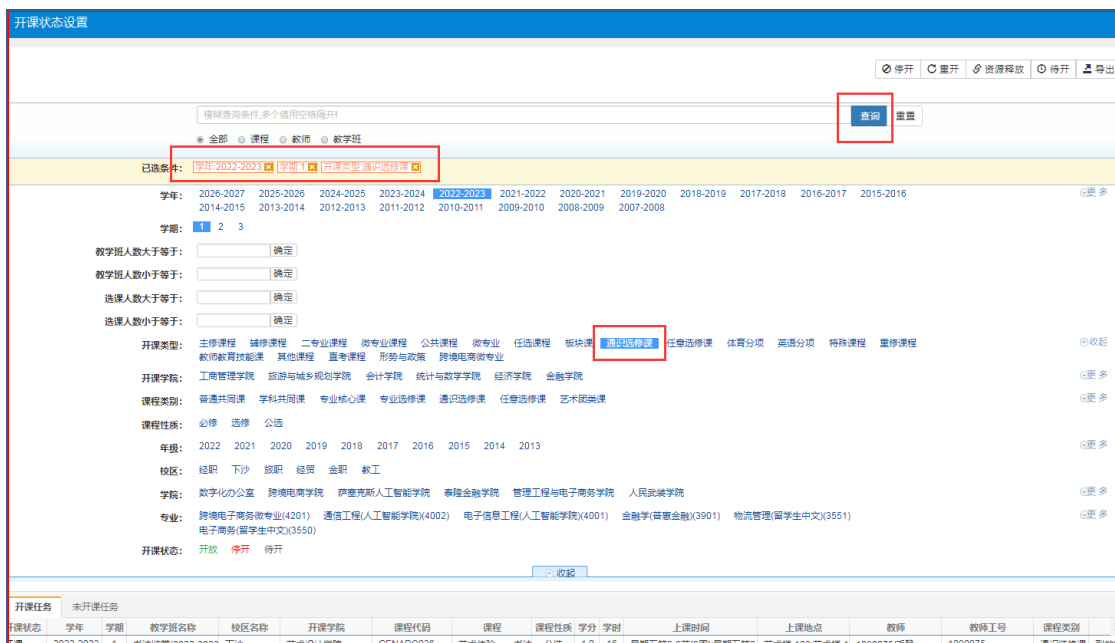 开课状态设置
停开 重开 资源释放 待开 导出
模糊查询条件,多个值用空格隔开! 查询 重置
全部 课程 教师 教学班
已选条件: 学年:2022-2023 学期:1 开课类型:通识选修课
学年: 2026-2027 2025-2026 2024-2025 2023-2024 2022-2023 2021-2022 2020-2021 2019-2020 2018-2019 2017-2018 2016-2017 2015-2016 更多
2014-2015 2013-2014 2012-2013 2011-2012 2010-2011 2009-2010 2008-2009 2007-2008
学期: 1 2 3
教学班人数大于等于: 确定
教学班人数小于等于: 确定
选课人数大于等于: 确定
选课人数小于等于: 确定
开课类型: 主修课程 辅修课程 二专业课程 微专业课程 公共课程 微专业 任选课程 板块课 通识选修课 任意选修课 体育分项 英语分项 特殊课程 重修课程 收起
教师教育技能课 其他课程 直考课程 形势与政策 跨境电商微专业
开课学院: 工商管理学院 旅游与城乡规划学院 会计学院 统计与数学学院 经济学院 金融学院 更多
课程类别: 普通共同课 学科共同课 专业核心课 专业选修课 通识选修课 任意选修课 艺术团类课 更多
课程性质: 必修 选修 公选
年级: 2022 2021 2020 2019 2018 2017 2016 2015 2014 2013 更多
校区: 经职 下沙 旅职 经贸 金职 教工
学院: 数字化办公室 跨境电商学院 萨塞克斯人工智能学院 泰隆金融学院 管理工程与电子商务学院 人民武装学院 更多
专业: 跨境电子商务微专业(4201) 通信工程(人工智能学院)(4002) 电子信息工程(人工智能学院)(4001) 金融学(普惠金融)(3901) 物流管理(留学生中文)(3551) 更多
电子商务(留学生中文)(3550)
开课状态: 开放 停开 待开
收起
开课任务 未开课任务
开课状态 学年 学期 教学班名称 校区名称 开课学院 课程代码 课程 课程性质 学分 学时 上课时间 上课地点 教师 教师工号 课程类别